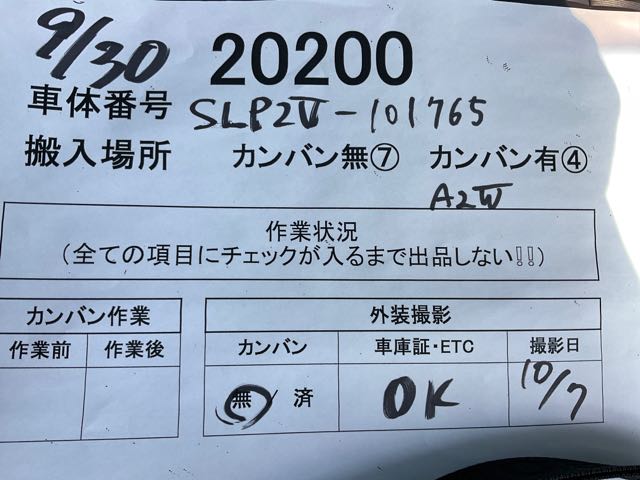 9/30 20200
車体番号 SLP2V-101765
搬入場所 カンバン無⑦ カンバン有④
A2W
作業状況
(全ての項目にチェックが入るまで出品しない!!)
カンバン作業 外装撮影
作業前 作業後 カンバン 車庫証・ETC 撮影日
無/済 OK 10/7